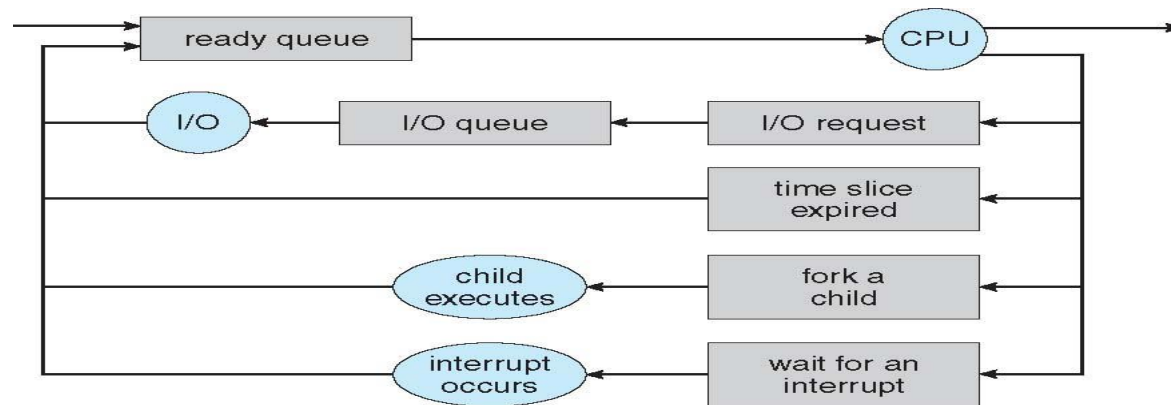 ready queue
CPU
I/O
I/O queue
I/O request
time slice
expired
child
executes
fork a
child
interrupt
occurs
wait for an
interrupt